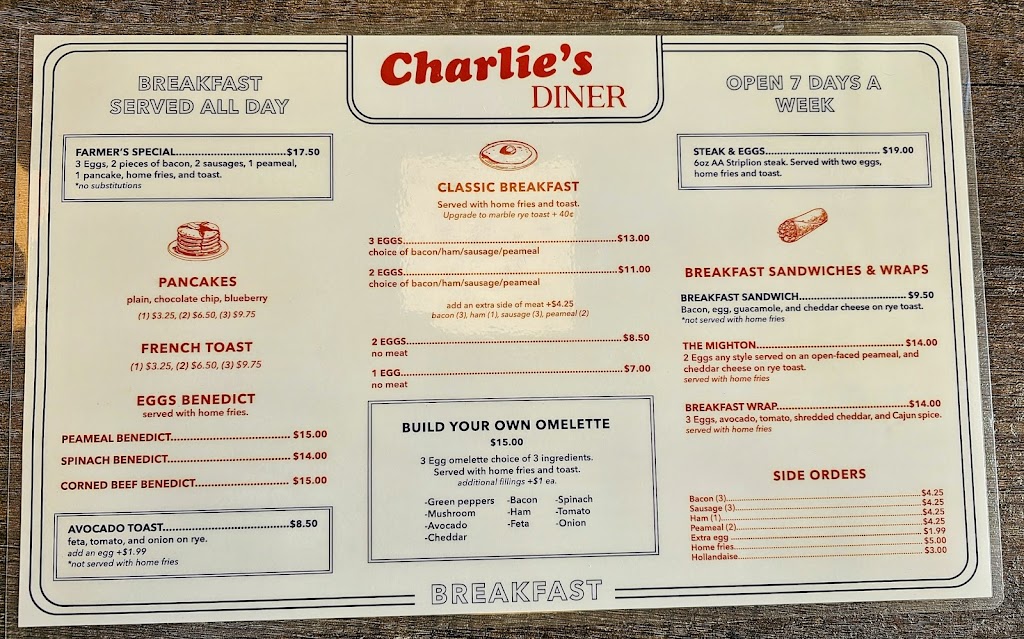 Charlie's
DINER
BREAKFAST
SERVED ALL DAY
FARMER'S SPECIAL...$17.50
3 Eggs, 2 pieces of bacon, 2 sausages, 1 peameal,
1 pancake, home fries, and toast.
*no substitutions
PANCAKES
plain, chocolate chip, blueberry
(1) $3.25, (2) $6.50, (3) $9.75
FRENCH TOAST
(1) $3.25, (2) $6.50, (3) $9.75
EGGS BENEDICT
served with home fries.
PEAMEAL BENEDICT... $15.00
SPINACH BENEDICT... $14.00
CORNED BEEF BENEDICT... $15.00
AVOCADO TOAST...$8.50
feta, tomato, and onion on rye.
add an egg +$1.99
*not served with home fries
CLASSIC BREAKFAST
Served with home fries and toast.
Upgrade to marble rye toast + 40¢
3 EGGS...$13.00
choice of bacon/ham/sausage/peameal
2 EGGS...$11.00
choice of bacon/ham/sausage/peameal
add an extra side of meat +$4.25
bacon (3), ham (1), sausage (3), peameal (2)
2 EGGS...$8.50
no meat
1 EGG...$7.00
no meat
BUILD YOUR OWN OMELETTE
$15.00
3 Egg omelette choice of 3 ingredients.
Served with home fries and toast.
additional fillings +$1 ea.
-Green peppers -Bacon -Spinach
-Mushroom -Ham -Tomato
-Avocado -Feta -Onion
-Cheddar
OPEN 7 DAYS A
WEEK
STEAK & EGGS... $19.00
6oz AA Striplion steak. Served with two eggs,
home fries and toast.
BREAKFAST SANDWICHES & WRAPS
BREAKFAST SANDWICH... $9.50
Bacon, egg, guacamole, and cheddar cheese on rye toast.
*not served with home fries
THE MIGHTON... $14.00
2 Eggs any style served on an open-faced peameal, and
cheddar cheese on rye toast.
served with home fries
BREAKFAST WRAP...$14.00
3 Eggs, avocado, tomato, shredded cheddar, and Cajun spice.
served with home fries
SIDE ORDERS
Bacon (3)...$4.25
Sausage (3)...$4.25
Ham (1)...$4.25
Peameal (2)...$4.25
Extra egg...$1.99
Home fries...$5.00
Hollandaise...$3.00
BREAKFAST